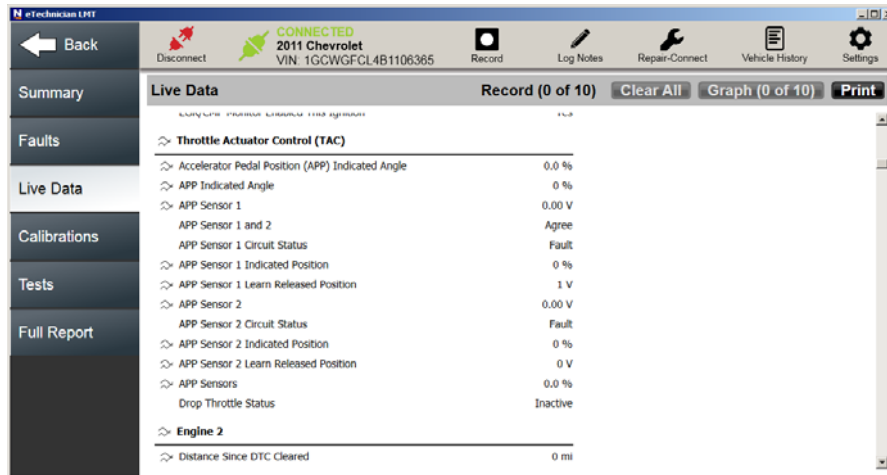 eTechnician LMT
Back
Disconnect
CONNECTED
2011 Chevrolet
VIN: 1GCWGFCL4B1106365
Record
Log Notes
Repair-Connect
Vehicle History
Settings
Summary
Faults
Live Data
Calibrations
Tests
Full Report
Live Data Record (0 of 10) Clear All Graph (0 of 10) Print
Monitor Enabled This Ignition Yes
Throttle Actuator Control (TAC)
Accelerator Pedal Position (APP) Indicated Angle 0.0 %
APP Indicated Angle 0 %
APP Sensor 1 0.00 V
APP Sensor 1 and 2 Agree
APP Sensor 1 Circuit Status Fault
APP Sensor 1 Indicated Position 0 %
APP Sensor 1 Learn Released Position 1 V
APP Sensor 2 0.00 V
APP Sensor 2 Circuit Status Fault
APP Sensor 2 Indicated Position 0 %
APP Sensor 2 Learn Released Position 0 V
APP Sensors 0.0 %
Drop Throttle Status Inactive
Engine 2
Distance Since DTC Cleared 0 mi